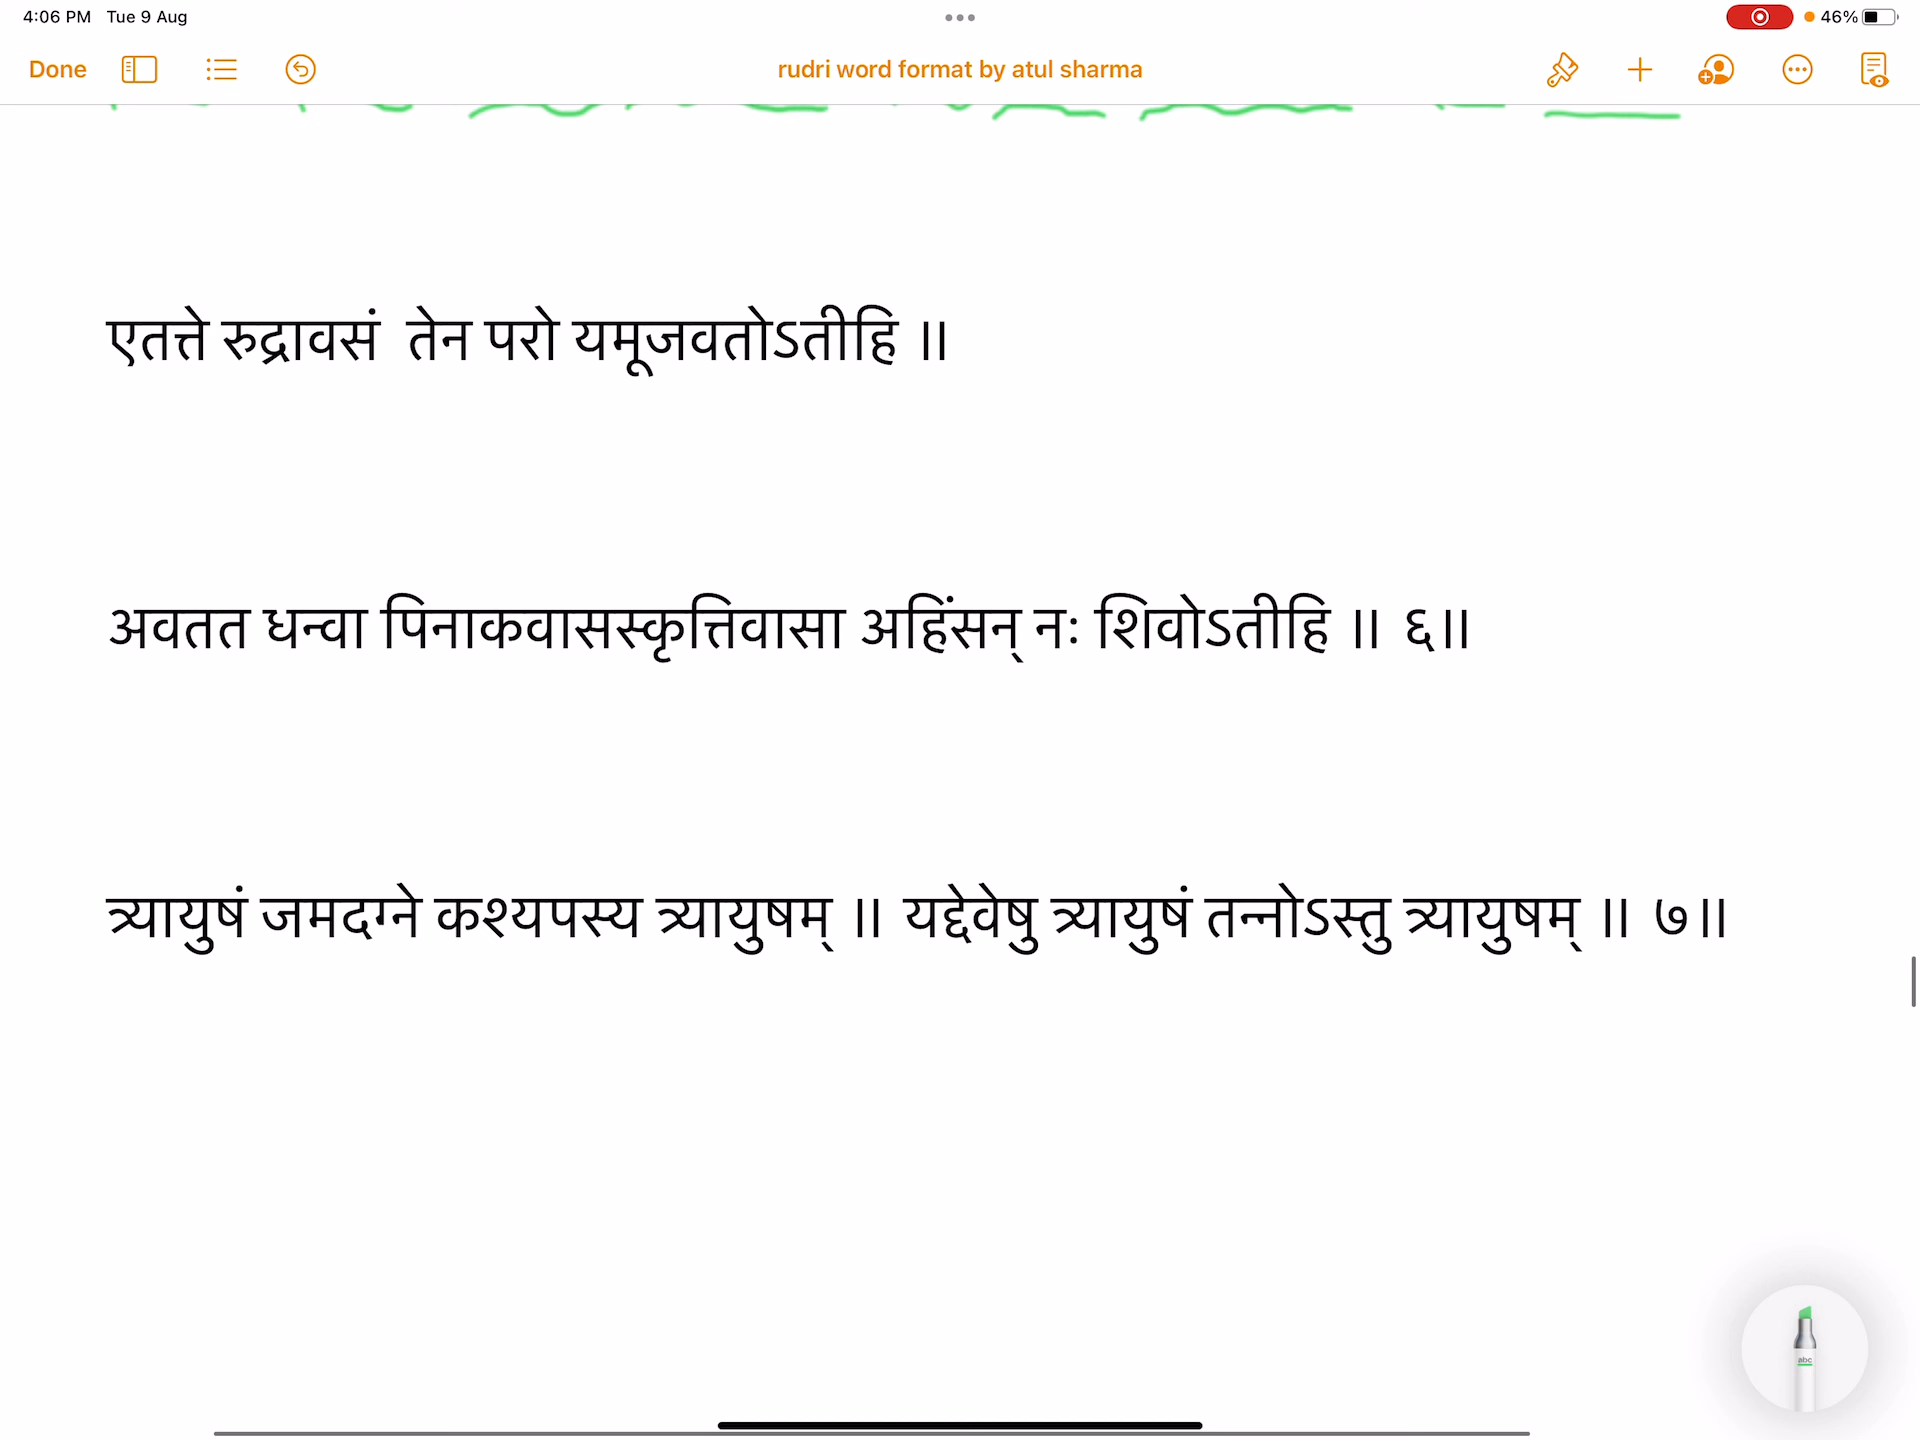 4:06 PM Tue 9 Aug
46%
Done
rudri word format by atul sharma
एतत्ते रुद्रावसं तेन परो यमूजवतोऽतीहि ॥
अवतत धन्वा पिनाकवासस्कृत्तिवासा अहिंसन् नः शिवोऽतीहि ॥ ६॥
त्र्यायुषं जमदग्ने कश्यपस्य त्र्यायुषम् ॥ यद्देवेषु त्र्यायुषं तन्नोऽस्तु त्र्यायुषम् ॥ ७॥
abc